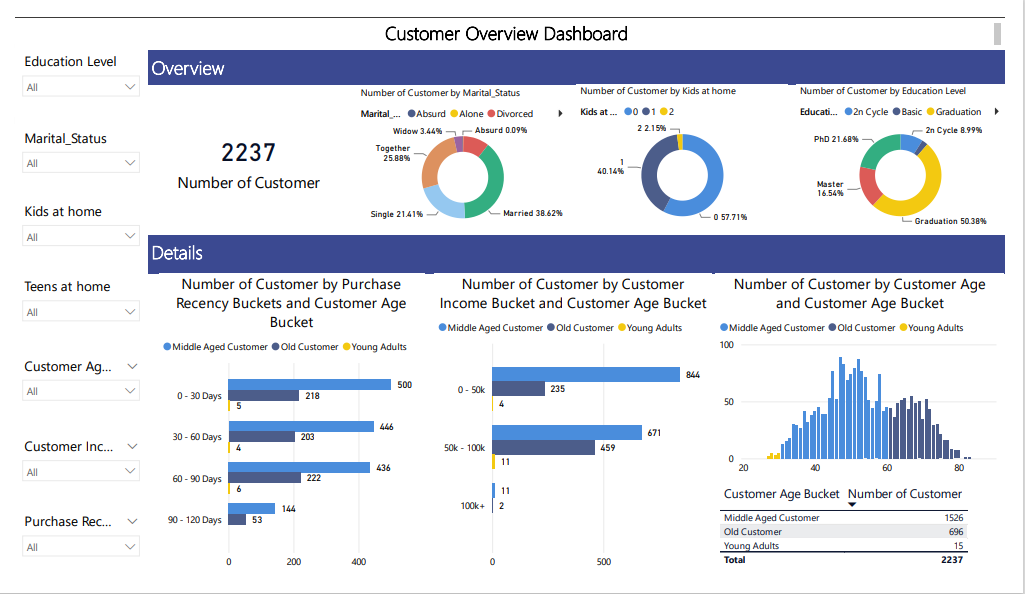 Customer Overview Dashboard
Education Level
All
Marital_Status
All
Kids at home
All
Teens at home
All
Customer Ag...
All
Customer Inc...
All
Purchase Rec...
All
Overview
2237
Number of Customer
Number of Customer by Marital_Status
Marital_... Absurd Alone Divorced
Widow 3.44%
Absurd 0.09%
Together
25.88%
Single 21.41%
Married 38.62%
Number of Customer by Kids at home
Kids at ... 0 1 2
2 2.15%
1
40.14%
0 57.71%
Number of Customer by Education Level
Educati... 2n Cycle Basic Graduation
PhD 21.68%
2n Cycle 8.99%
Master
16.54%
Graduation 50.38%
Details
Number of Customer by Purchase
Recency Buckets and Customer Age
Bucket
Middle Aged Customer Old Customer Young Adults
0 - 30 Days
500
218
5
30 - 60 Days
446
203
4
60 - 90 Days
436
222
6
90 - 120 Days
144
53
0 200 400
Number of Customer by Customer
Income Bucket and Customer Age Bucket
Middle Aged Customer Old Customer Young Adults
0 - 50k
844
235
4
50k - 100k
671
459
11
100k+
11
2
0 500
Number of Customer by Customer Age
and Customer Age Bucket
Middle Aged Customer Old Customer Young Adults
100
50
0
20 40 60 80
Customer Age Bucket Number of Customer
Middle Aged Customer 1526
Old Customer 696
Young Adults 15
Total 2237